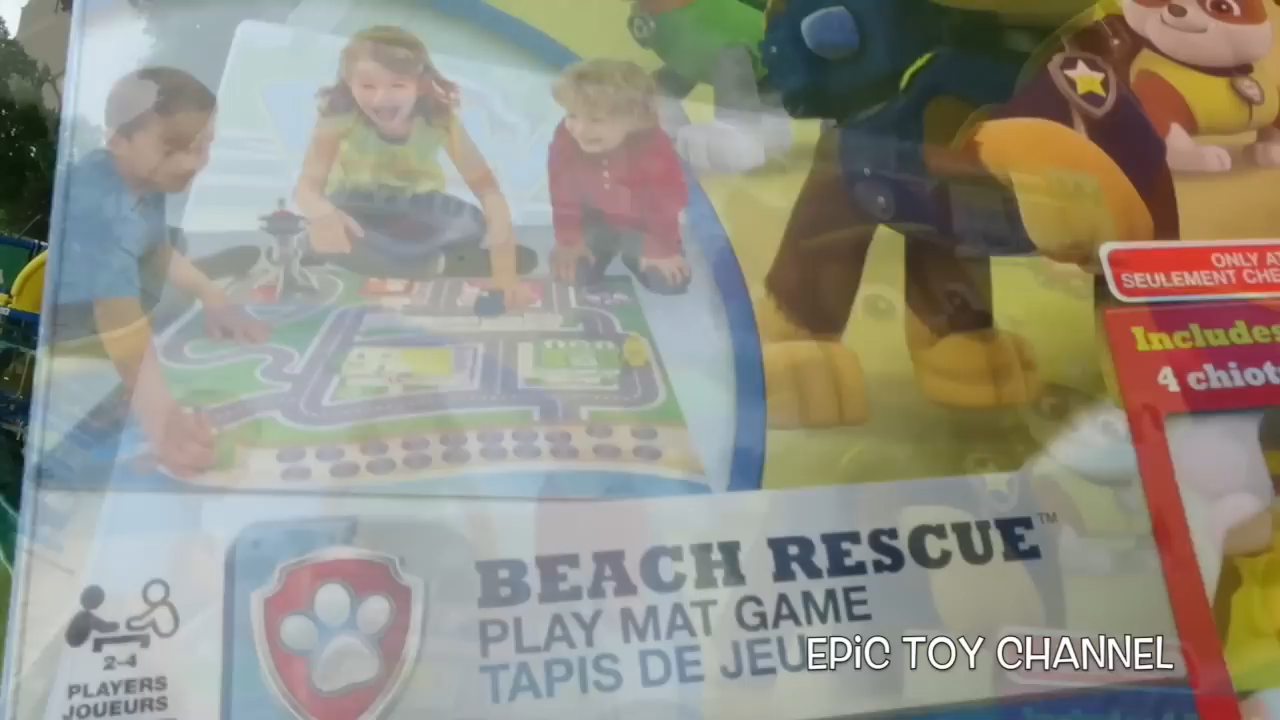 ONLY AT
SEULEMENT CHE
Includes
4 chiot
BEACH RESCUE™
PLAY MAT GAME
TAPIS DE JEU
EPIC TOY CHANNEL
2-4
PLAYERS
JOUEURS